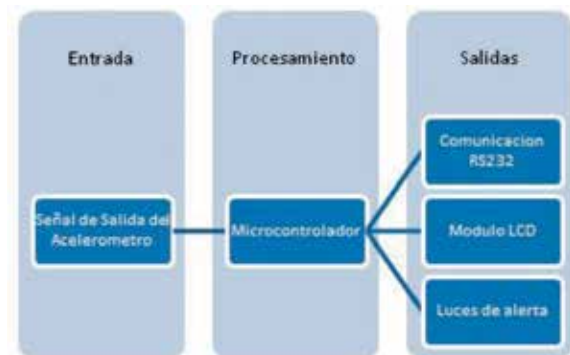 Entrada
Procesamiento
Salidas
Señal de Salida del
Acelerometro
Microcontrolador
Comunicacion
RS232
Modulo LCD
Luces de alerta